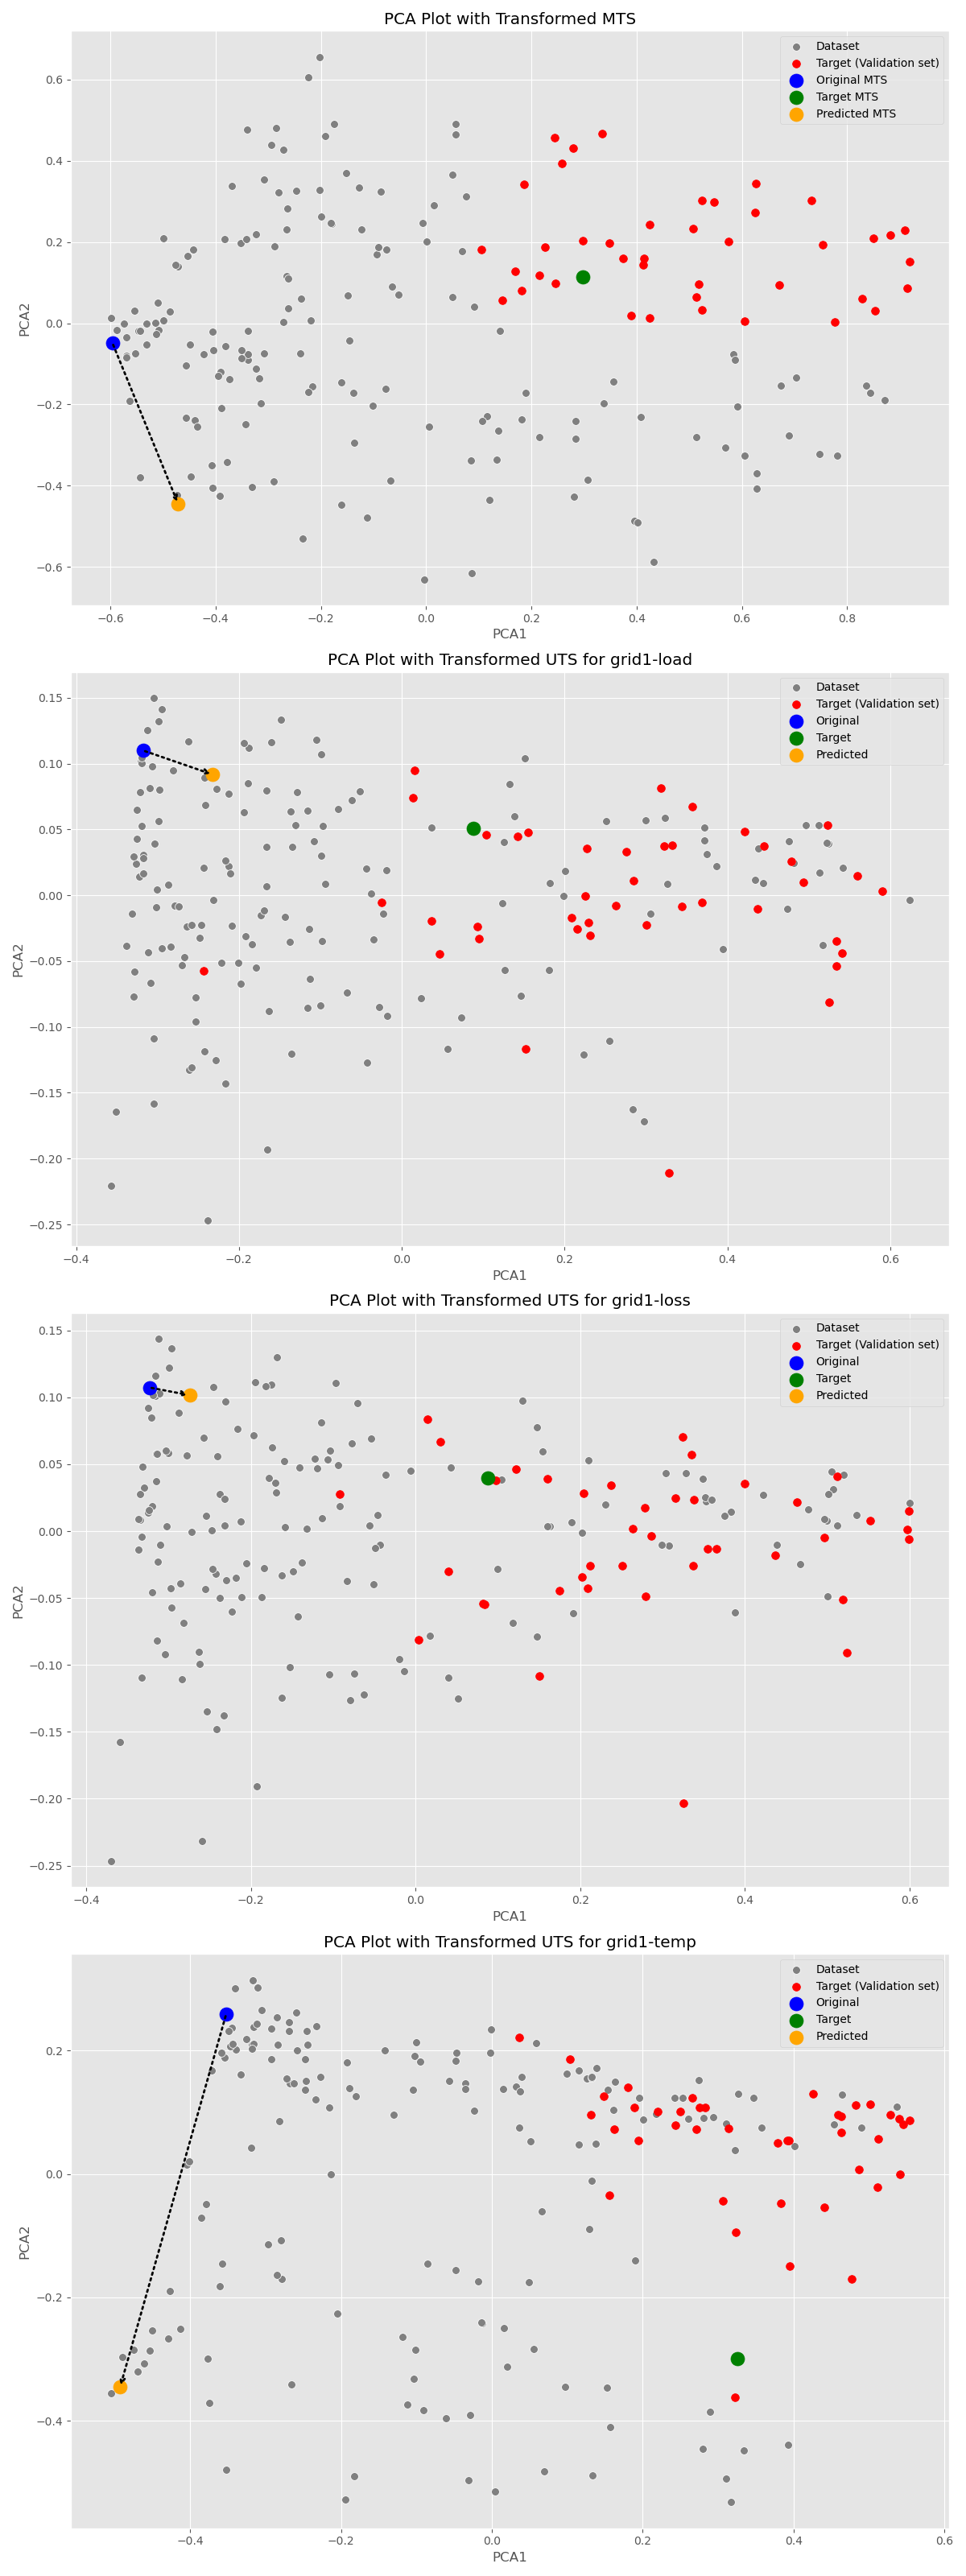 PCA Plot with Transformed MTS
Dataset
Target (Validation set)
Original MTS
Target MTS
Predicted MTS
0.6
0.4
0.2
0.0
−0.2
−0.4
−0.6
PCA2
−0.6 −0.4 −0.2 0.0 0.2 0.4 0.6 0.8
PCA1
PCA Plot with Transformed UTS for grid1-load
Dataset
Target (Validation set)
Original
Target
Predicted
0.15
0.10
0.05
0.00
−0.05
−0.10
−0.15
−0.20
−0.25
PCA2
−0.4 −0.2 0.0 0.2 0.4 0.6
PCA1
PCA Plot with Transformed UTS for grid1-loss
Dataset
Target (Validation set)
Original
Target
Predicted
0.15
0.10
0.05
0.00
−0.05
−0.10
−0.15
−0.20
−0.25
PCA2
−0.4 −0.2 0.0 0.2 0.4 0.6
PCA1
PCA Plot with Transformed UTS for grid1-temp
Dataset
Target (Validation set)
Original
Target
Predicted
0.2
0.0
−0.2
−0.4
PCA2
−0.4 −0.2 0.0 0.2 0.4 0.6
PCA1